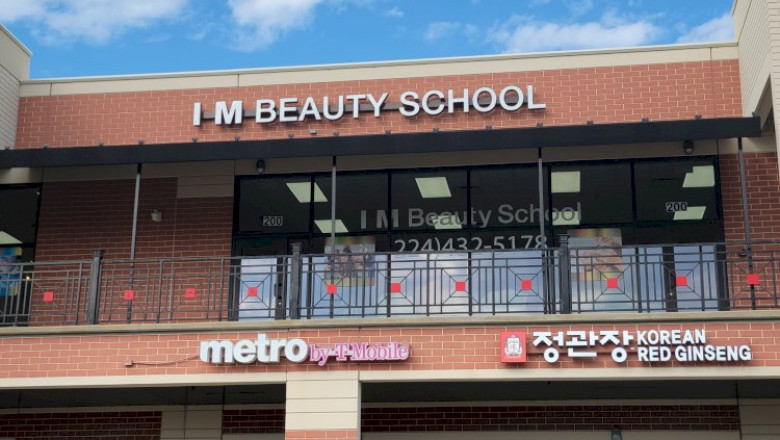 I M BEAUTY SCHOOL
200
I M Beauty School
200
224)432-5178
metro by T-Mobile
정관장 KOREAN
RED GINSENG